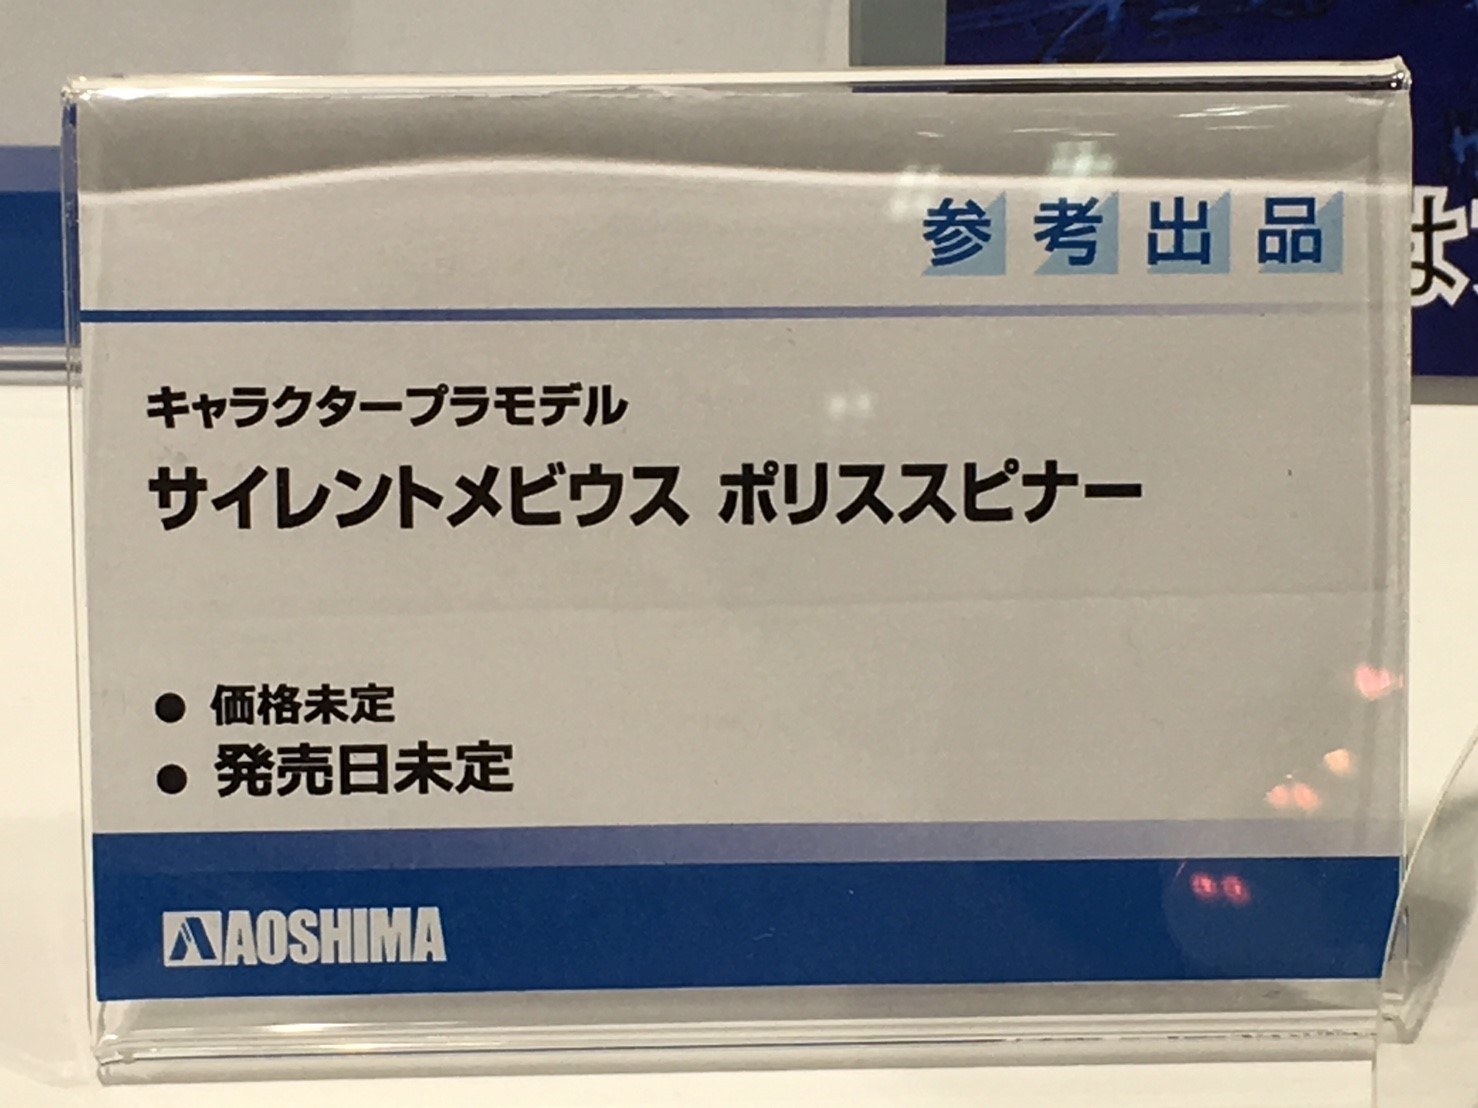 参考出品
キャラクタープラモデル
サイレントメビウス ポリススピナー
● 価格未定
● 発売日未定
AOSHIMA
は